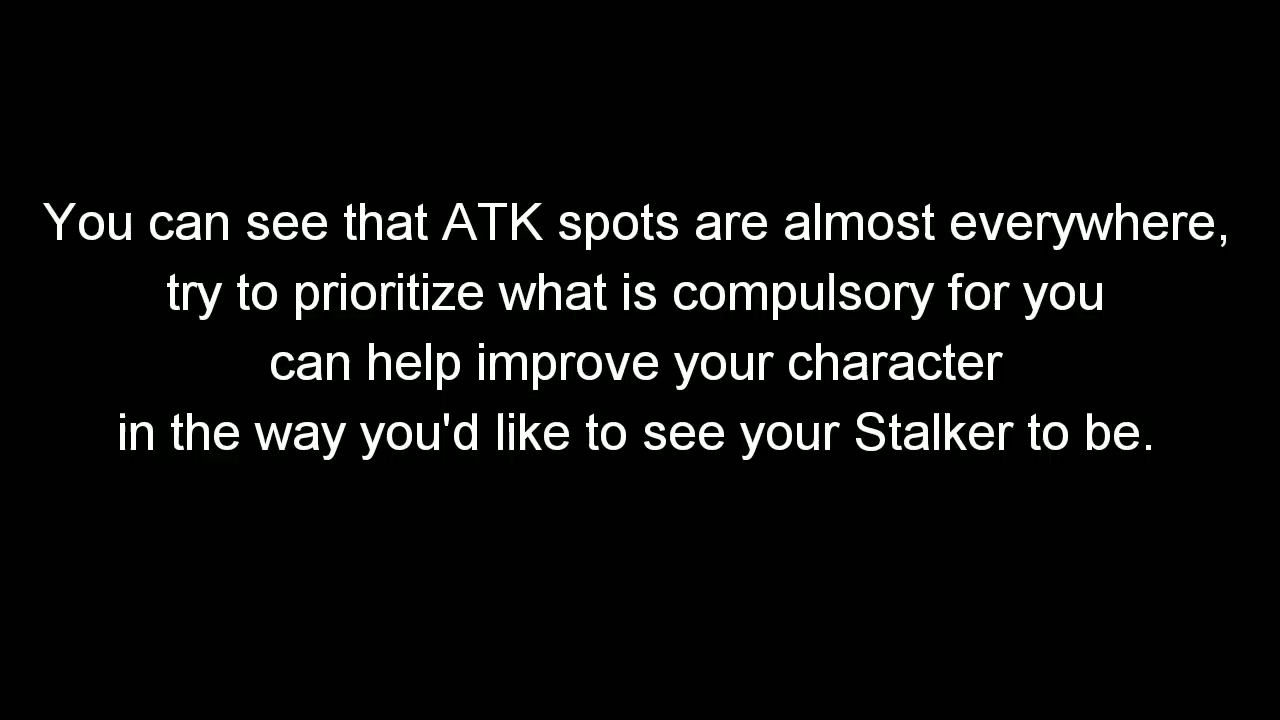 You can see that ATK spots are almost everywhere,
try to prioritize what is compulsory for you
can help improve your character
in the way you'd like to see your Stalker to be.